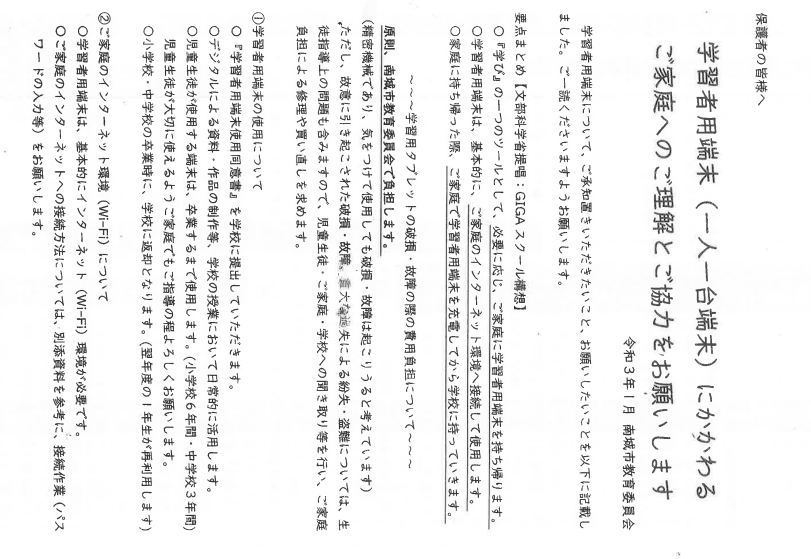 保護者の皆様へ
学習者用端末（一人一台端末）にかかわる
ご家庭へのご理解とご協力をお願いします
令和３年１月　南城市教育委員会
学習者用端末について、ご承知置きいただきたいこと、お願いしたいことを以下に記載し
ました。ご一読くださいますようお願いします。
要点まとめ【文部科学省提唱：GIGAスクール構想】
○『学び』の一つのツールとして、必要に応じ、ご家庭に学習者用端末を持ち帰ります。
○学習者用端末は、基本的に、ご家庭のインターネット環境へ接続して使用します。
○家庭に持ち帰った際、ご家庭で学習者用端末を充電してから学校に持っていきます。
～～～学習用タブレットの破損・故障の際の費用負担について～～～
原則、南城市教育委員会で負担します。
（精密機械であり、気をつけて使用しても破損・故障は起こりうると考えています）
ただし、故意に引き起こされた破損・故障、重大な過失による紛失・盗難については、生
徒指導上の問題も含みますので、児童生徒・ご家庭・学校への聞き取り等を行い、ご家庭
負担による修理や買い直しを求めます。
①学習者用端末の使用について
○『学習者用端末使用同意書』を学校に提出していただきます。
○デジタルによる資料・作品の制作等、学校の授業において日常的に活用します。
○児童生徒が使用する端末は、卒業するまで使用します。（小学校６年間・中学校３年間）
児童生徒が大切に使えるようご家庭でもご指導の程よろしくお願いします。
○小学校・中学校の卒業時に、学校に返却となります。（翌年度の１年生が再利用します）
②ご家庭のインターネット環境（Wi-Fi）について
○学習者用端末は、基本的にインターネット（Wi-Fi）環境が必要です。
○ご家庭のインターネットへの接続方法については、別添資料を参考に、接続作業（パス
ワードの入力等）をお願いします。